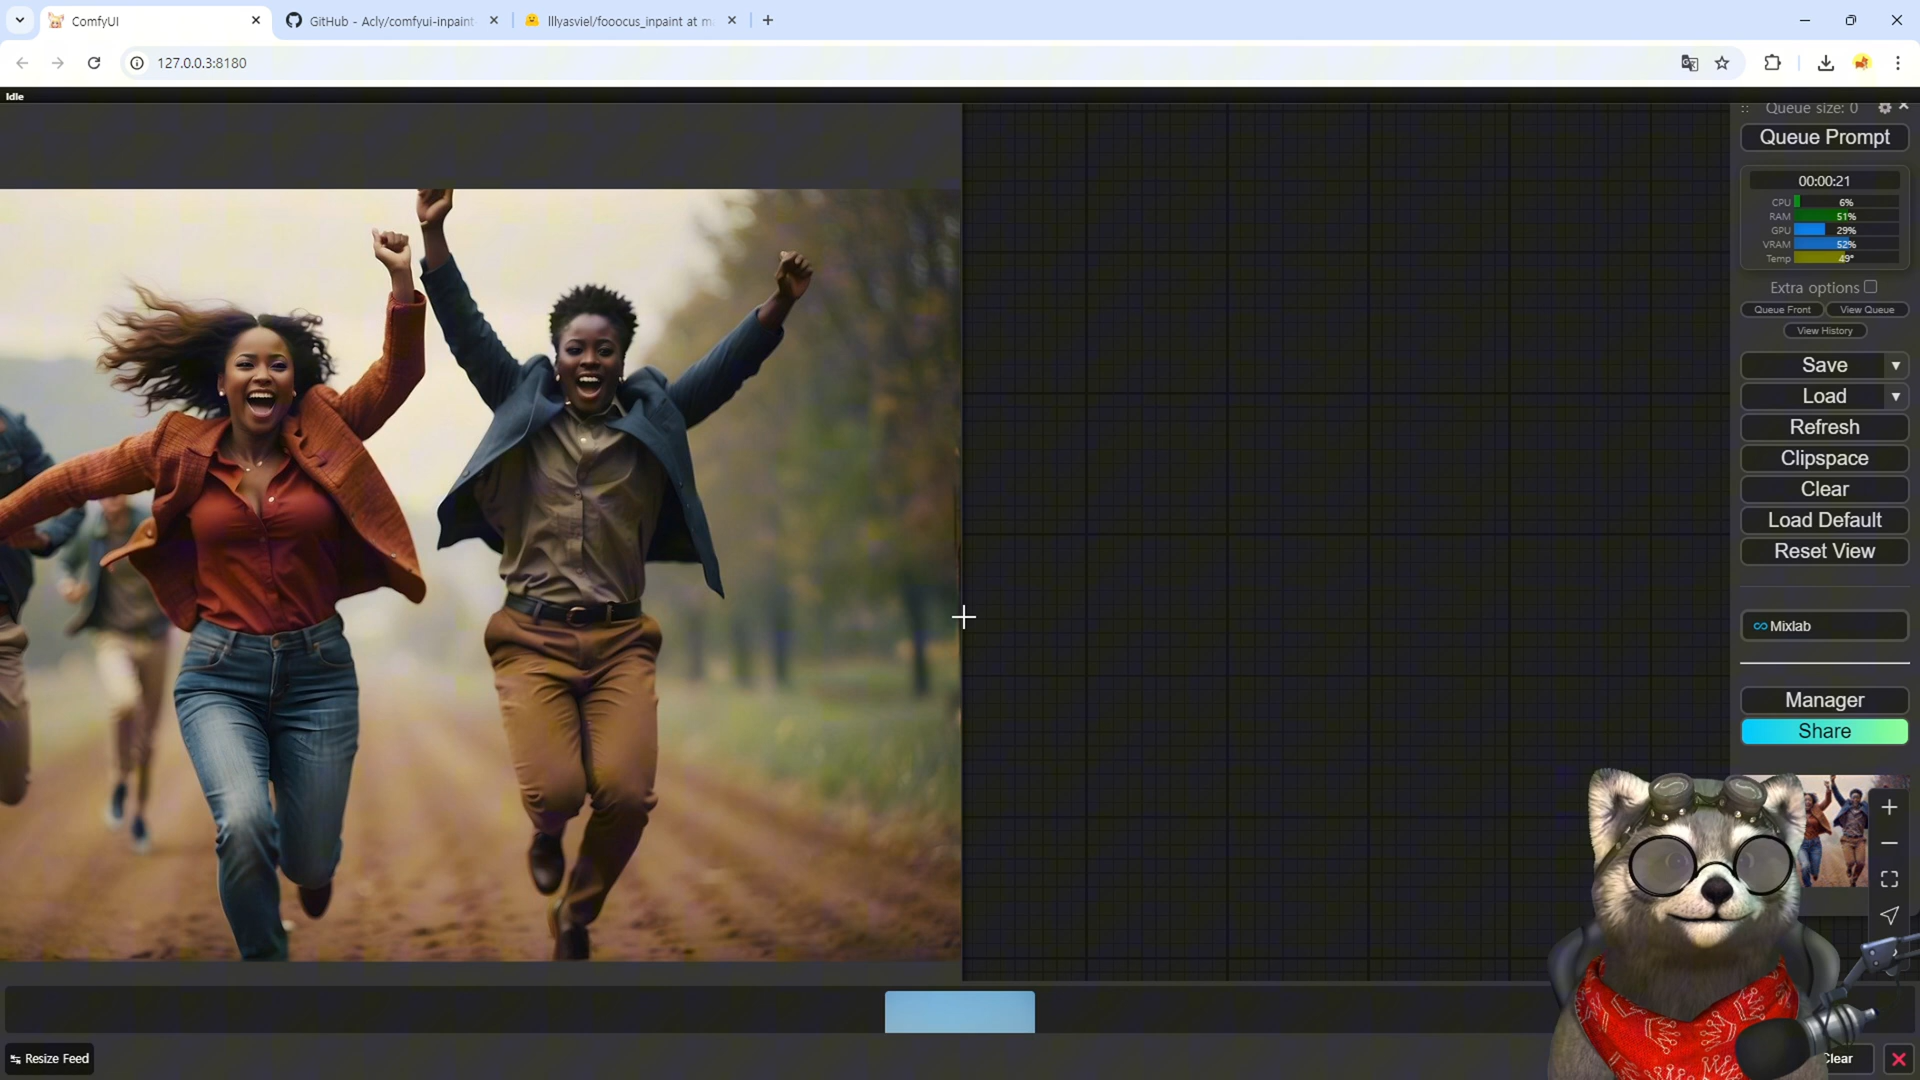 ComfyUI
GitHub - Acly/comfyui-inpaint
lllyasviel/fooocus_inpaint at m
127.0.0.3:8180
Idle
Queue size: 0
Queue Prompt
00:00:21
CPU 6%
RAM 51%
GPU 29%
VRAM 52%
Temp 49°
Extra options
Queue Front View Queue
View History
Save
Load
Refresh
Clipspace
Clear
Load Default
Reset View
Mixlab
Manager
Share
Resize Feed
Clear